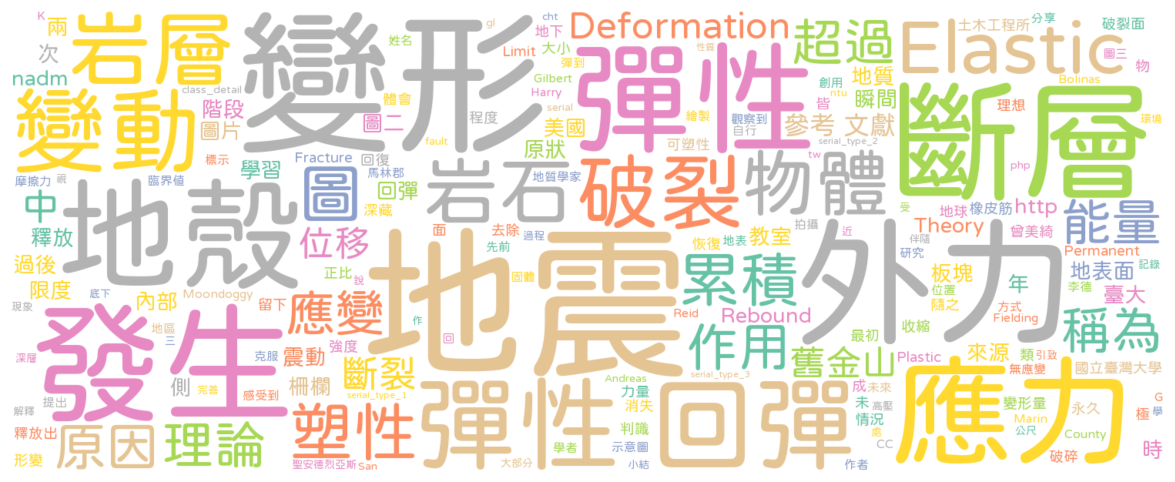 K
兩
次
岩層
nadm
class_detail
變動
階段
圖片
變形
姓名
gl
cht
地下
Limit
大小
彈到
體會
圖二
程度
Gilbert
Harry
serial
Deformation
性質
彈性
美國
原狀
繪製
可塑性
超過
地質
瞬間
創用
ntu
觀察到
自行
皆
參考
文獻
serial_type_2
Elastic
土木工程所
分享
破裂面
圖三
物
Bolinas
理想
環境
php
斷層
標示
學習
Fracture
fault
回復
馬林郡
摩擦力
視
臨界值
圖
回彈
深藏
岩石
地質學家
破裂
物體
tw
受
地球
橡皮筋
http
能量
中
釋放
地殼
位移
面
去除
先前
過程
恢復
地表
教室
拍攝
近
Theory
伴隨
研究
曾美綺
Permanent
過後
限度
內部
Moondoggy
正比
說
地震
固體
累積
外力
板塊
位置
隨之
年
地表面
記錄
李德
臺大
現象
底下
留下
應變
Reid
Rebound
方式
Fielding
發生
地區
三
作
回
作用
最初
收縮
稱為
深層
克服
震動
強度
舊金山
Plastic
來源
類
引致
無應變
國立臺灣大學
側
完善
感受到
斷裂
柵欄
serial_type_1
Andreas
力量
消失
serial_type_3
成
未
情況
未來
高壓
變形量
永久
極
G
學
解釋
提出
釋放出
形變
原因
理論
塑性
彈性回彈
判識
學者
示意圖
大部分
小結
作者
CC
處
應力
Marin
公尺
County
破碎
時
聖安德烈亞斯
San